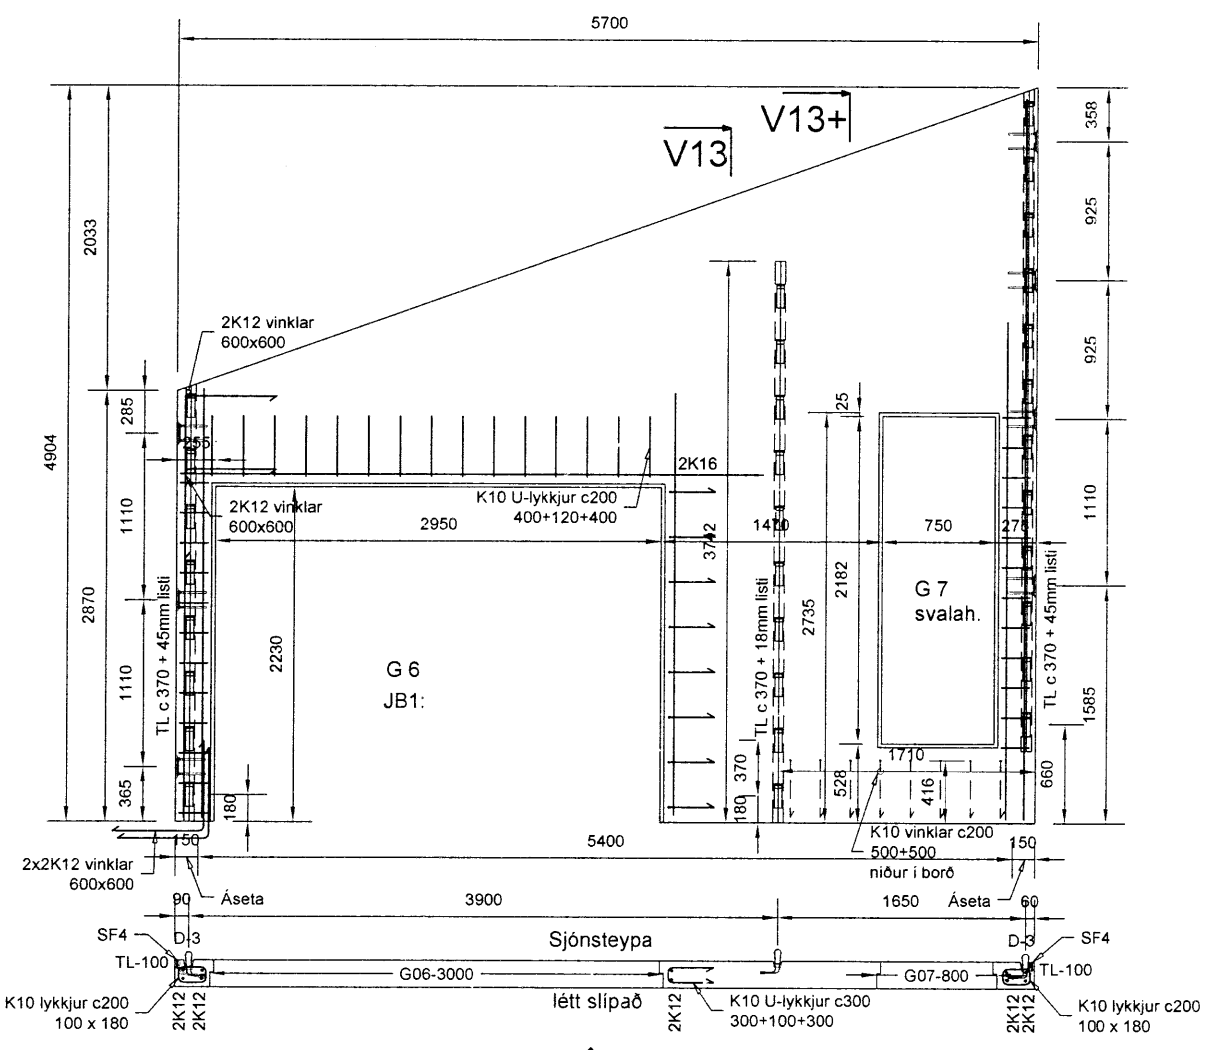 5700
V13+
V13
358
925
2033
925
2K12 vinklar
600x600
285
25
4904
255
2K16
K10 U-lykkjur c200
400+120+400
2K12 vinklar
600x600
1110
2950
1470
750
275
1110
TL c 370 + 45mm listi
2870
2230
TL c 370 + 18mm listi
2735
2182
G 7
svalah.
TL c 370 + 45mm listi
G 6
JB1:
1110
1585
370
1710
528
416
660
365
180
180
K10 vinklar c200
500+500
niður í borð
150
5400
150
2x2K12 vinklar
600x600
Áseta
Áseta
90
3900
1650
60
SF4
D-3
Sjónsteypa
D-3
SF4
TL-100
G06-3000
G07-800
TL-100
K10 lykkjur c200
100 x 180
2K12
2K12
létt slípað
2K12
K10 U-lykkjur c300
300+100+300
2K12
2K12
K10 lykkjur c200
100 x 180